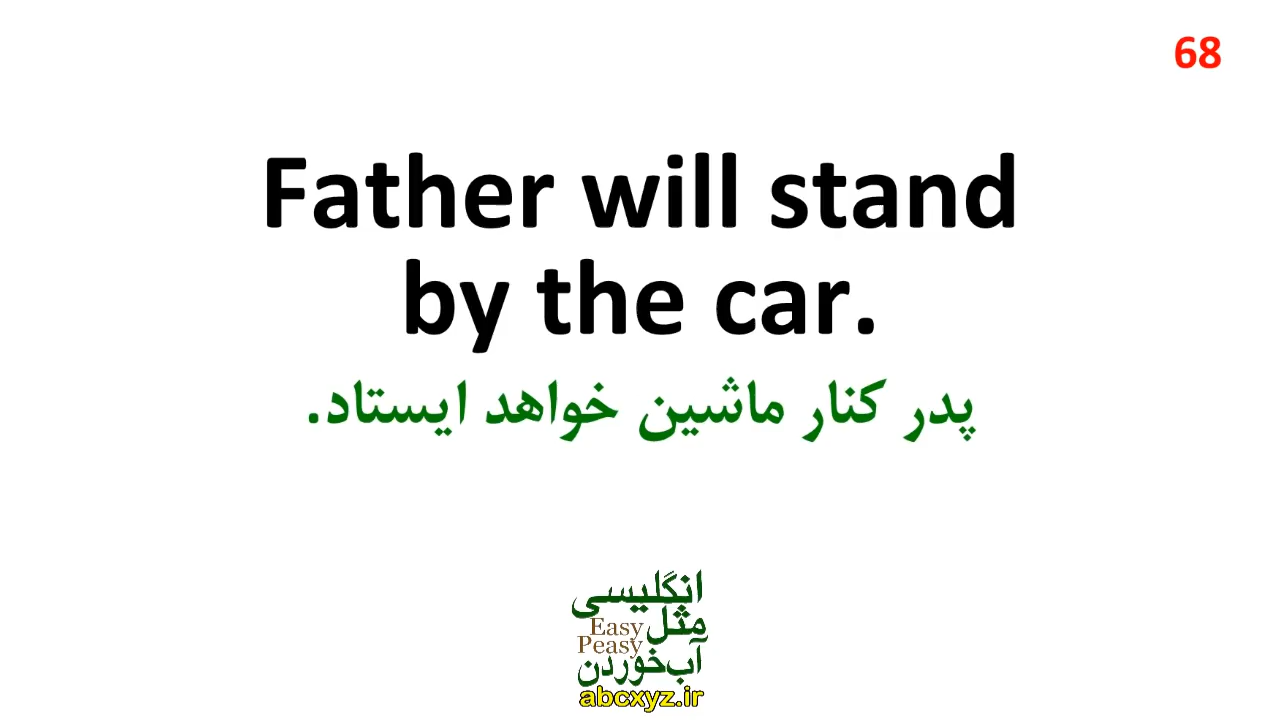 68
Father will stand
by the car.
پدر کنار ماشین خواهد ایستاد.
انگلیسی
مثل
Easy
Peasy
آب‌خوردن
abcxyz.ir